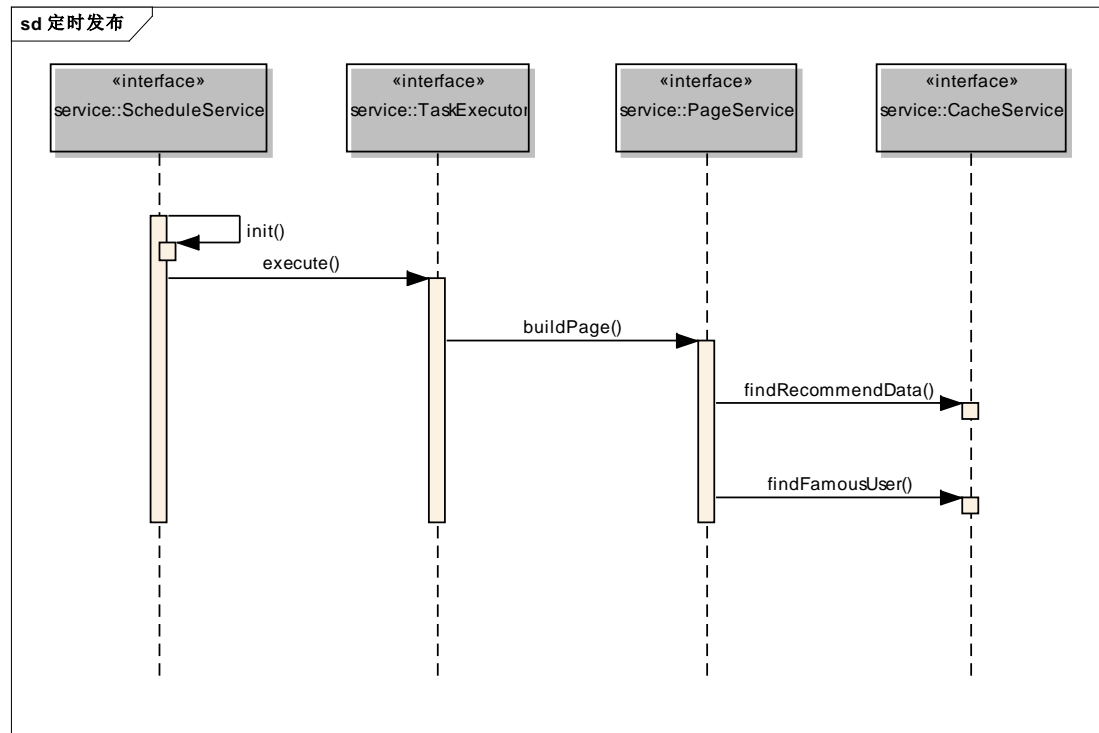 sd 定时发布
«interface»
service::ScheduleService
«interface»
service::TaskExecutor
«interface»
service::PageService
«interface»
service::CacheService
init()
execute()
buildPage()
findRecommendData()
findFamousUser()